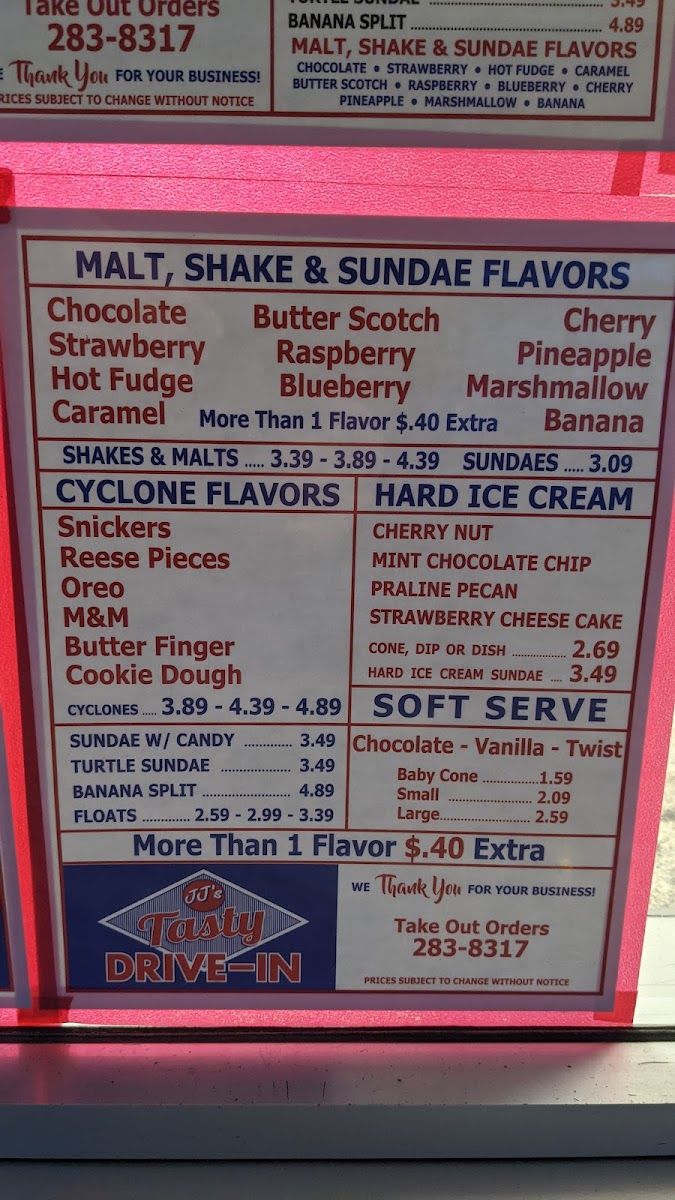 Take Out Orders
283-8317
Thank You FOR YOUR BUSINESS!
PRICES SUBJECT TO CHANGE WITHOUT NOTICE
TURTLE SUNDAE 3.49
BANANA SPLIT 4.89
MALT, SHAKE & SUNDAE FLAVORS
CHOCOLATE • STRAWBERRY • HOT FUDGE • CARAMEL
BUTTER SCOTCH • RASPBERRY • BLUEBERRY • CHERRY
PINEAPPLE • MARSHMALLOW • BANANA
MALT, SHAKE & SUNDAE FLAVORS
Chocolate Butter Scotch Cherry
Strawberry Raspberry Pineapple
Hot Fudge Blueberry Marshmallow
Caramel More Than 1 Flavor $.40 Extra Banana
SHAKES & MALTS ..... 3.39 - 3.89 - 4.39 SUNDAES ..... 3.09
CYCLONE FLAVORS
Snickers
Reese Pieces
Oreo
M&M
Butter Finger
Cookie Dough
CYCLONES ..... 3.89 - 4.39 - 4.89
SUNDAE W/ CANDY ............. 3.49
TURTLE SUNDAE .................. 3.49
BANANA SPLIT ....................... 4.89
FLOATS ............ 2.59 - 2.99 - 3.39
HARD ICE CREAM
CHERRY NUT
MINT CHOCOLATE CHIP
PRALINE PECAN
STRAWBERRY CHEESE CAKE
CONE, DIP OR DISH ................. 2.69
HARD ICE CREAM SUNDAE .... 3.49
SOFT SERVE
Chocolate - Vanilla - Twist
Baby Cone ..............1.59
Small ..................... 2.09
Large....................... 2.59
More Than 1 Flavor $.40 Extra
JJ's
Tasty
DRIVE-IN
WE Thank You FOR YOUR BUSINESS!
Take Out Orders
283-8317
PRICES SUBJECT TO CHANGE WITHOUT NOTICE